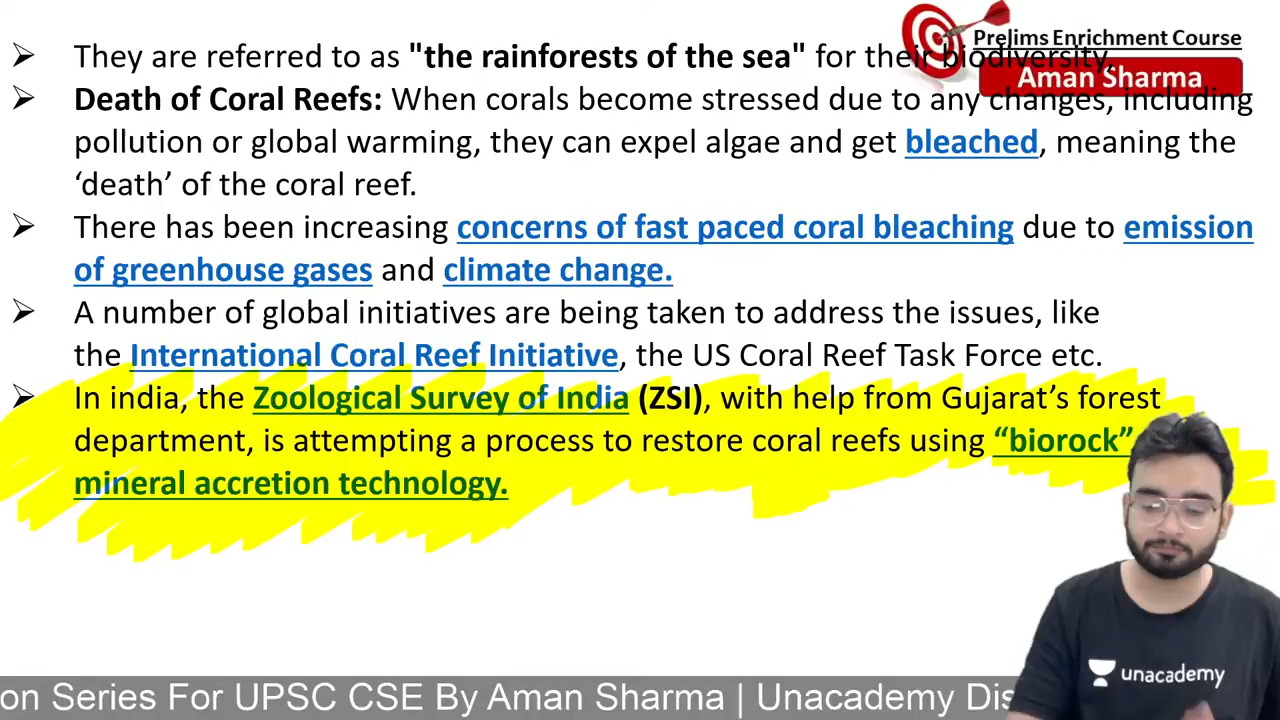 Prelims Enrichment Course
Aman Sharma
They are referred to as "the rainforests of the sea" for their biodiversity.
Death of Coral Reefs: When corals become stressed due to any changes, including
pollution or global warming, they can expel algae and get bleached, meaning the
‘death’ of the coral reef.
There has been increasing concerns of fast paced coral bleaching due to emission
of greenhouse gases and climate change.
A number of global initiatives are being taken to address the issues, like
the International Coral Reef Initiative, the US Coral Reef Task Force etc.
In india, the Zoological Survey of India (ZSI), with help from Gujarat’s forest
department, is attempting a process to restore coral reefs using “biorock”
mineral accretion technology.
unacademy
on Series For UPSC CSE By Aman Sharma | Unacademy Dis